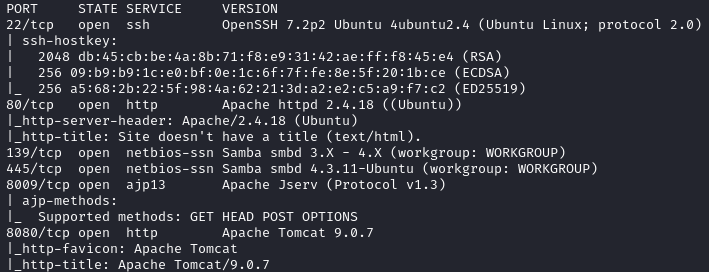 PORT     STATE SERVICE     VERSION
22/tcp   open  ssh         OpenSSH 7.2p2 Ubuntu 4ubuntu2.4 (Ubuntu Linux; protocol 2.0)
| ssh-hostkey:
|   2048 db:45:cb:be:4a:8b:71:f8:e9:31:42:ae:ff:f8:45:e4 (RSA)
|   256 09:b9:b9:1c:e0:bf:0e:1c:6f:7f:fe:8e:5f:20:1b:ce (ECDSA)
|_  256 a5:68:2b:22:5f:98:4a:62:21:3d:a2:e2:c5:a9:f7:c2 (ED25519)
80/tcp   open  http        Apache httpd 2.4.18 ((Ubuntu))
|_http-server-header: Apache/2.4.18 (Ubuntu)
|_http-title: Site doesn't have a title (text/html).
139/tcp  open  netbios-ssn Samba smbd 3.X - 4.X (workgroup: WORKGROUP)
445/tcp  open  netbios-ssn Samba smbd 4.3.11-Ubuntu (workgroup: WORKGROUP)
8009/tcp open  ajp13       Apache Jserv (Protocol v1.3)
| ajp-methods:
|_  Supported methods: GET HEAD POST OPTIONS
8080/tcp open  http        Apache Tomcat 9.0.7
|_http-favicon: Apache Tomcat
|_http-title: Apache Tomcat/9.0.7